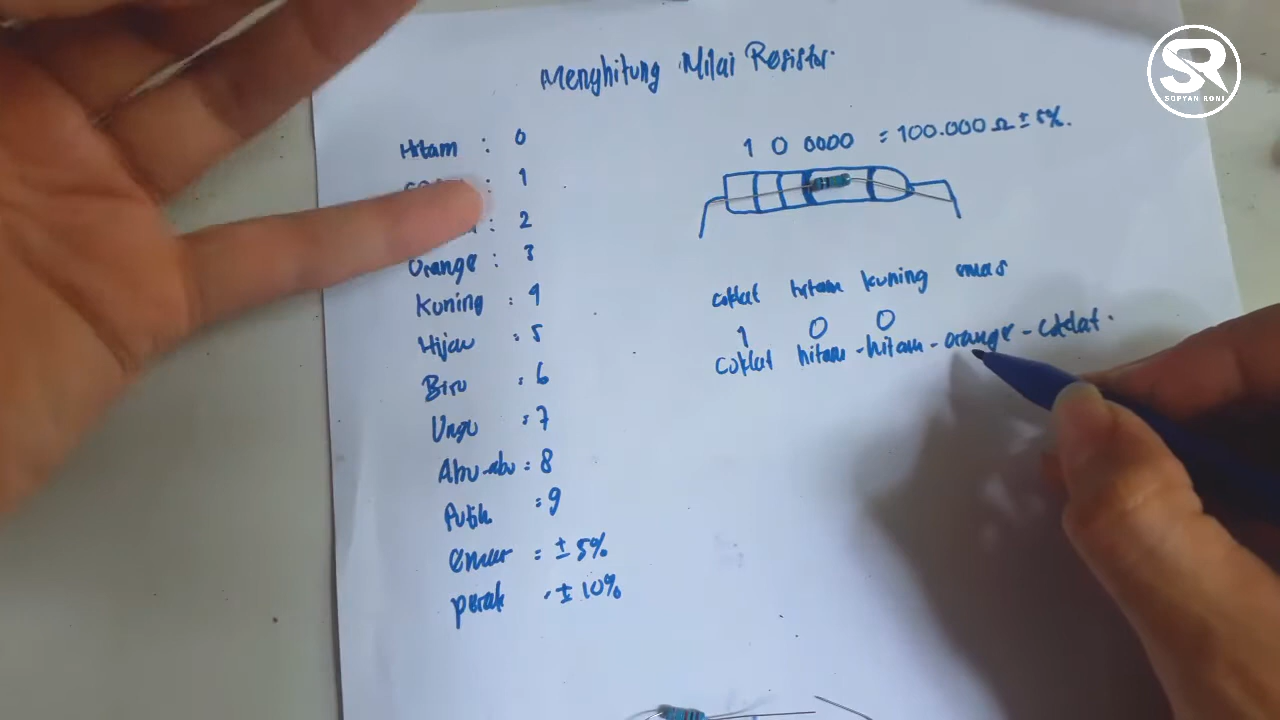 SR
SOPYAN RONI
Menghitung Nilai Resistor.
Hitam : 0
: 1
: 2
Orange : 3
Kuning : 4
Hijau : 5
Biru : 6
Ungu : 7
Abu-abu : 8
Putih : 9
emas = ± 5%
perak . ± 10%
1 0 0000 = 100.000 Ω ± 5%.
coklat hitam kuning emas
1 0 0
coklat hitam - hitam - orange - coklat.